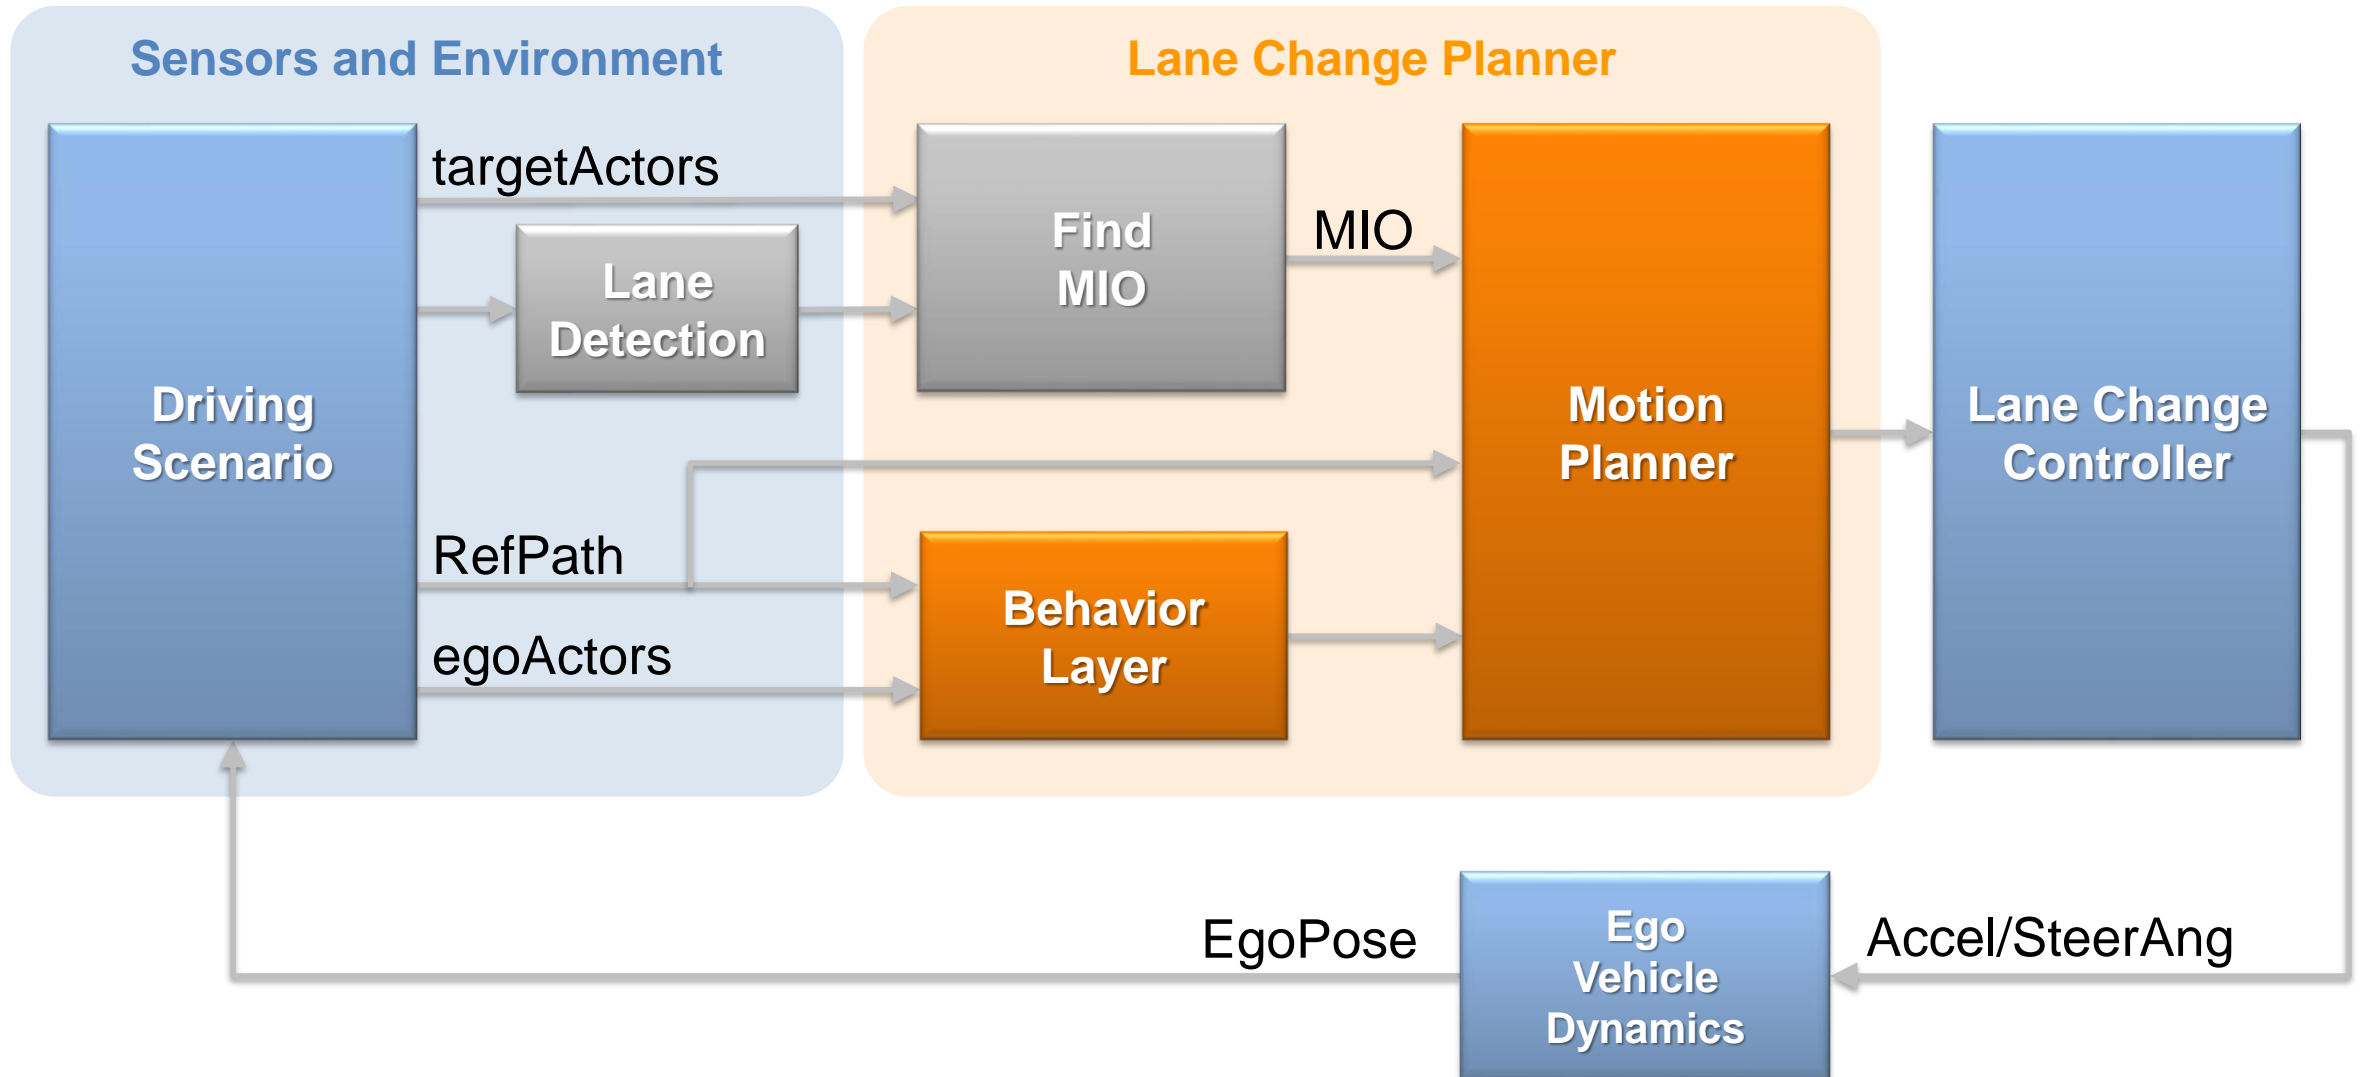 Sensors and Environment
Lane Change Planner
targetActors
Find
MIO
MIO
Lane
Detection
Driving
Scenario
Motion
Planner
Lane Change
Controller
RefPath
Behavior
Layer
egoActors
EgoPose
Ego
Vehicle
Dynamics
Accel/SteerAng